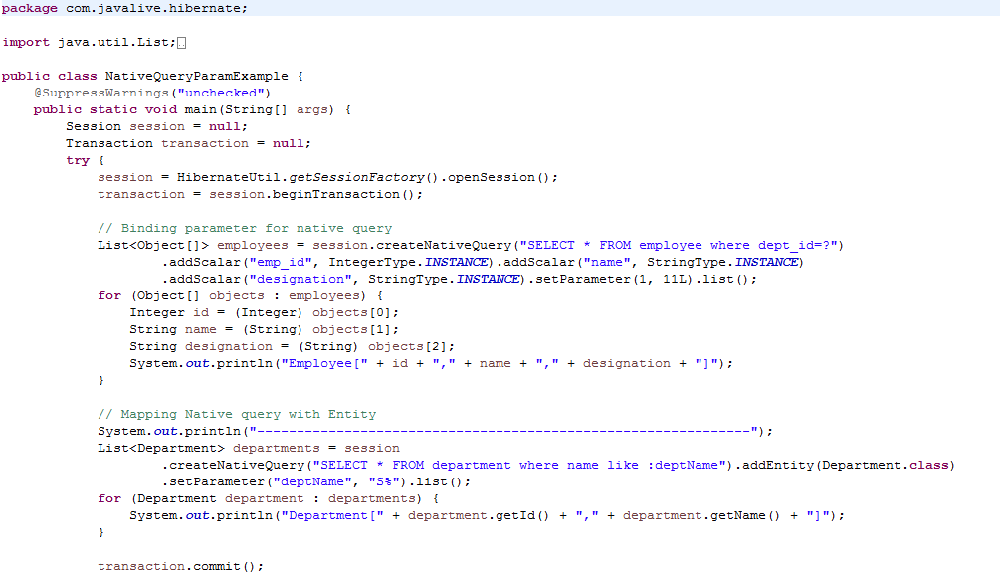 package com.javalive.hibernate;
import java.util.List;
public class NativeQueryParamExample {
@SuppressWarnings("unchecked")
public static void main(String[] args) {
Session session = null;
Transaction transaction = null;
try {
session = HibernateUtil.getSessionFactory().openSession();
transaction = session.beginTransaction();
// Binding parameter for native query
List<Object[]> employees = session.createNativeQuery("SELECT * FROM employee where dept_id=?")
.addScalar("emp_id", IntegerType.INSTANCE).addScalar("name", StringType.INSTANCE)
.addScalar("designation", StringType.INSTANCE).setParameter(1, 11L).list();
for (Object[] objects : employees) {
Integer id = (Integer) objects[0];
String name = (String) objects[1];
String designation = (String) objects[2];
System.out.println("Employee[" + id + "," + name + "," + designation + "]");
}
// Mapping Native query with Entity
System.out.println("--------------------------------------------------------------");
List<Department> departments = session
.createNativeQuery("SELECT * FROM department where name like :deptName").addEntity(Department.class)
.setParameter("deptName", "S%").list();
for (Department department : departments) {
System.out.println("Department[" + department.getId() + "," + department.getName() + "]");
}
transaction.commit();